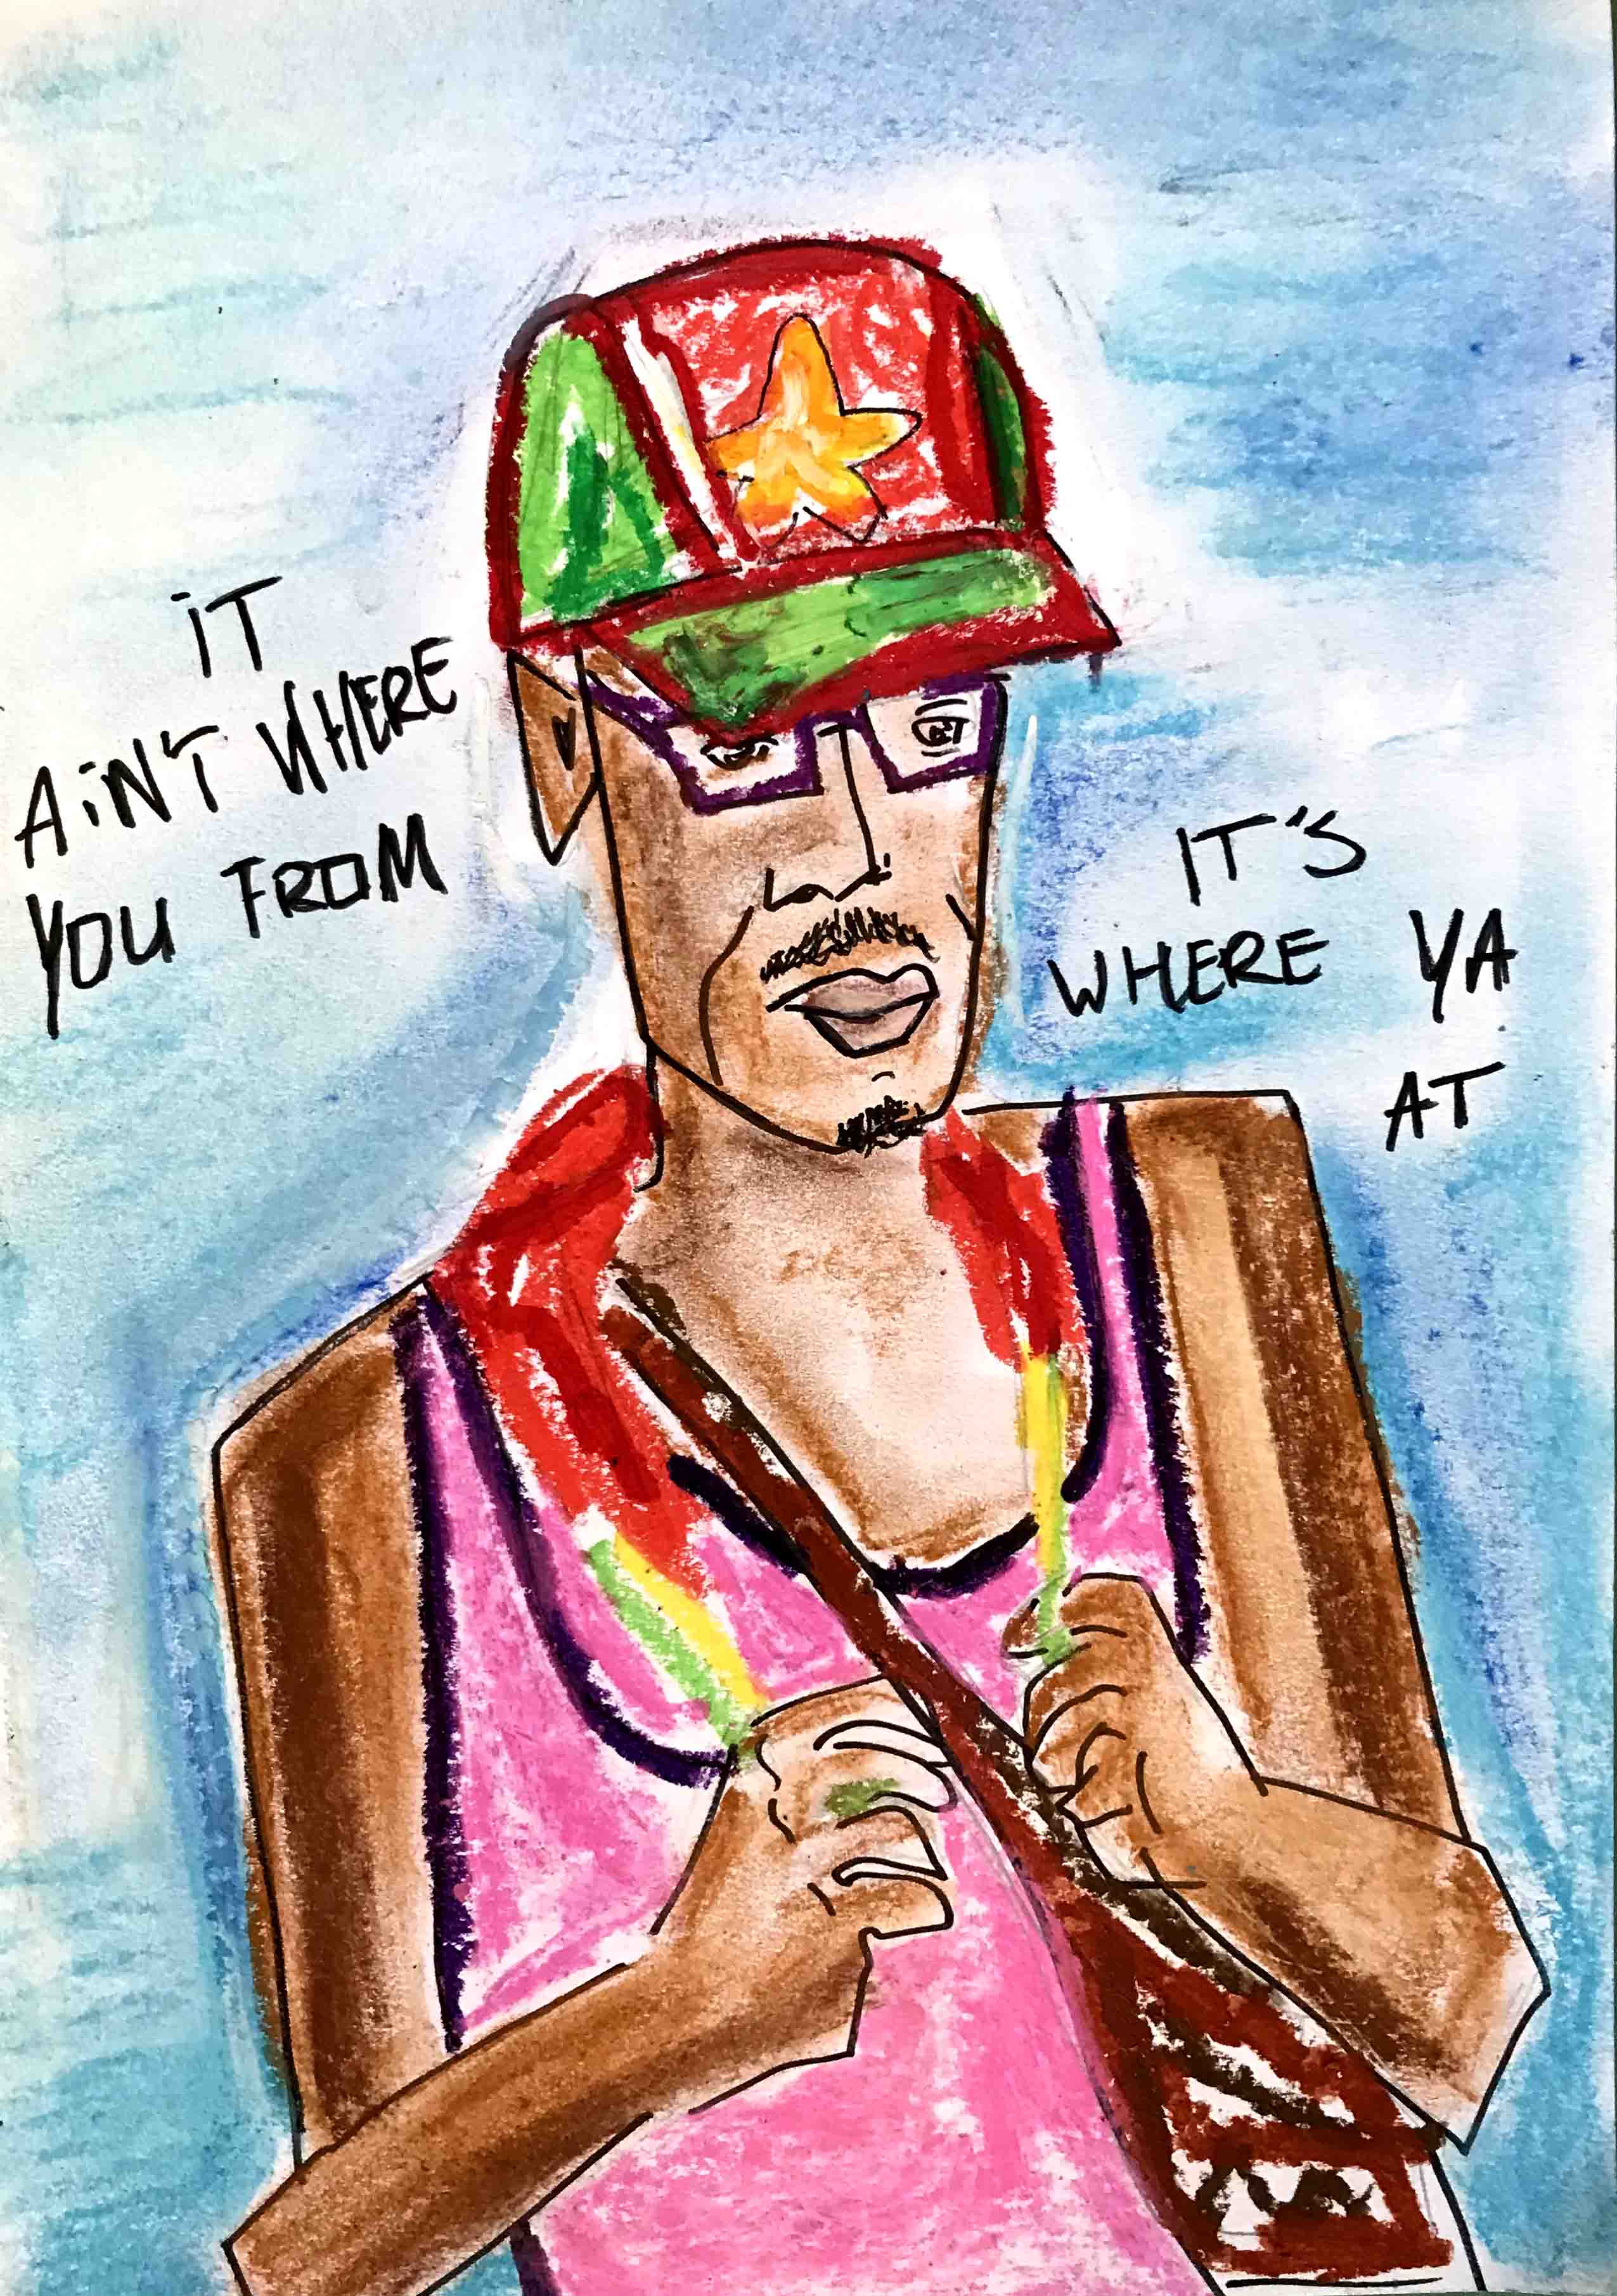 iT
AiN'T WHERE
YOU FROM
IT'S
WHERE YA
AT